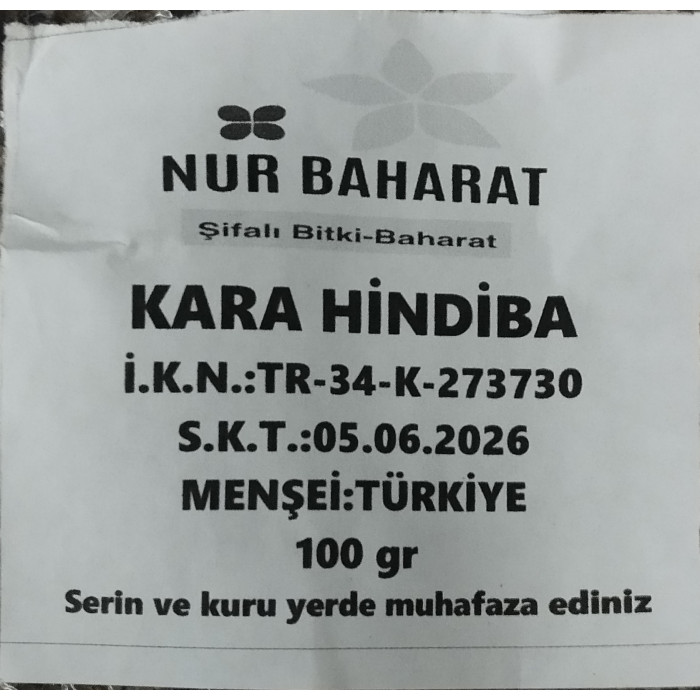 NUR BAHARAT
Şifalı Bitki-Baharat
KARA HİNDİBA
İ.K.N.:TR-34-K-273730
S.K.T.:05.06.2026
MENŞEİ:TÜRKİYE
100 gr
Serin ve kuru yerde muhafaza ediniz